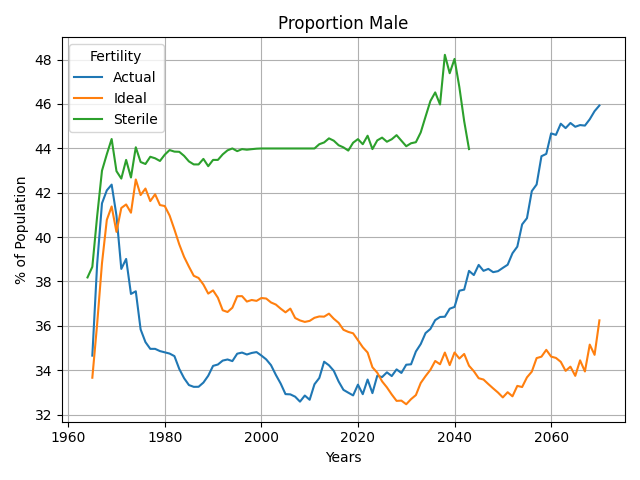 Proportion Male
Fertility
Actual
Ideal
Sterile
% of Population
48
46
44
42
40
38
36
34
32
1960
1980
2000
2020
2040
2060
Years